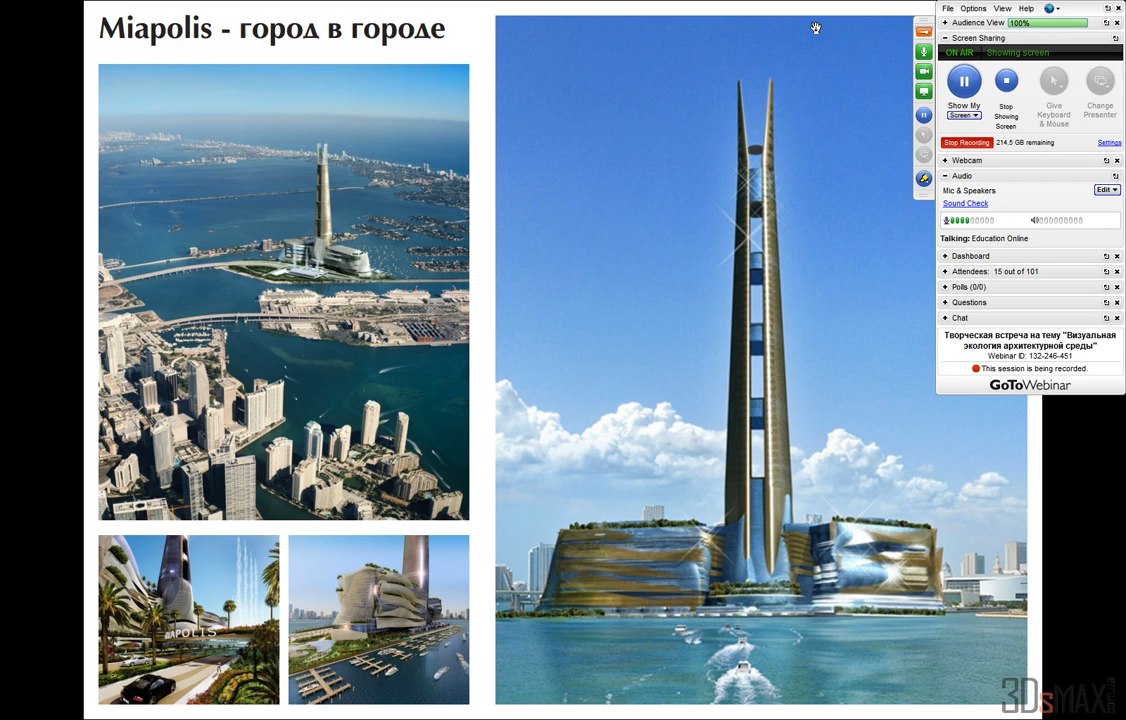 Miapolis - город в городе
MIAPOLIS
File Options View Help
Audience View 100%
Screen Sharing
ON AIR Showing screen
Show My
Screen
Stop
Showing
Screen
Give
Keyboard
& Mouse
Change
Presenter
Stop Recording 214.5 GB remaining Settings
Webcam
Audio
Mic & Speakers Edit
Sound Check
Talking: Education Online
Dashboard
Attendees: 15 out of 101
Polls (0/0)
Questions
Chat
Творческая встреча на тему "Визуальная
экология архитектурной среды"
Webinar ID: 132-246-451
This session is being recorded.
GoToWebinar
3DsMAX.com.ua